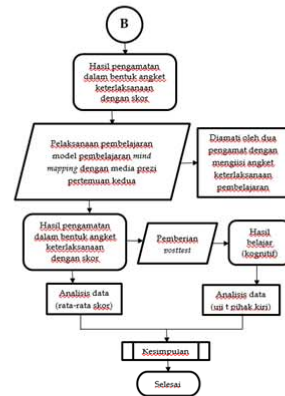 B
Hasil pengamatan
dalam bentuk angket
keterlaksanaan
dengan skor
Pelaksanaan pembelajaran
model pembelajaran mind
mapping dengan media prezi
pertemuan kedua
Diamati oleh dua
pengamat dengan
mengiisi angket
keterlaksanaan
pembelajaran
Hasil pengamatan
dalam bentuk angket
keterlaksanaan
dengan skor
Pemberian
posttest
Hasil
belajar
(kognitif)
Analisis data
(rata-rata skor)
Analisis data
(uji t pihak kiri)
Kesimpulan
Selesai